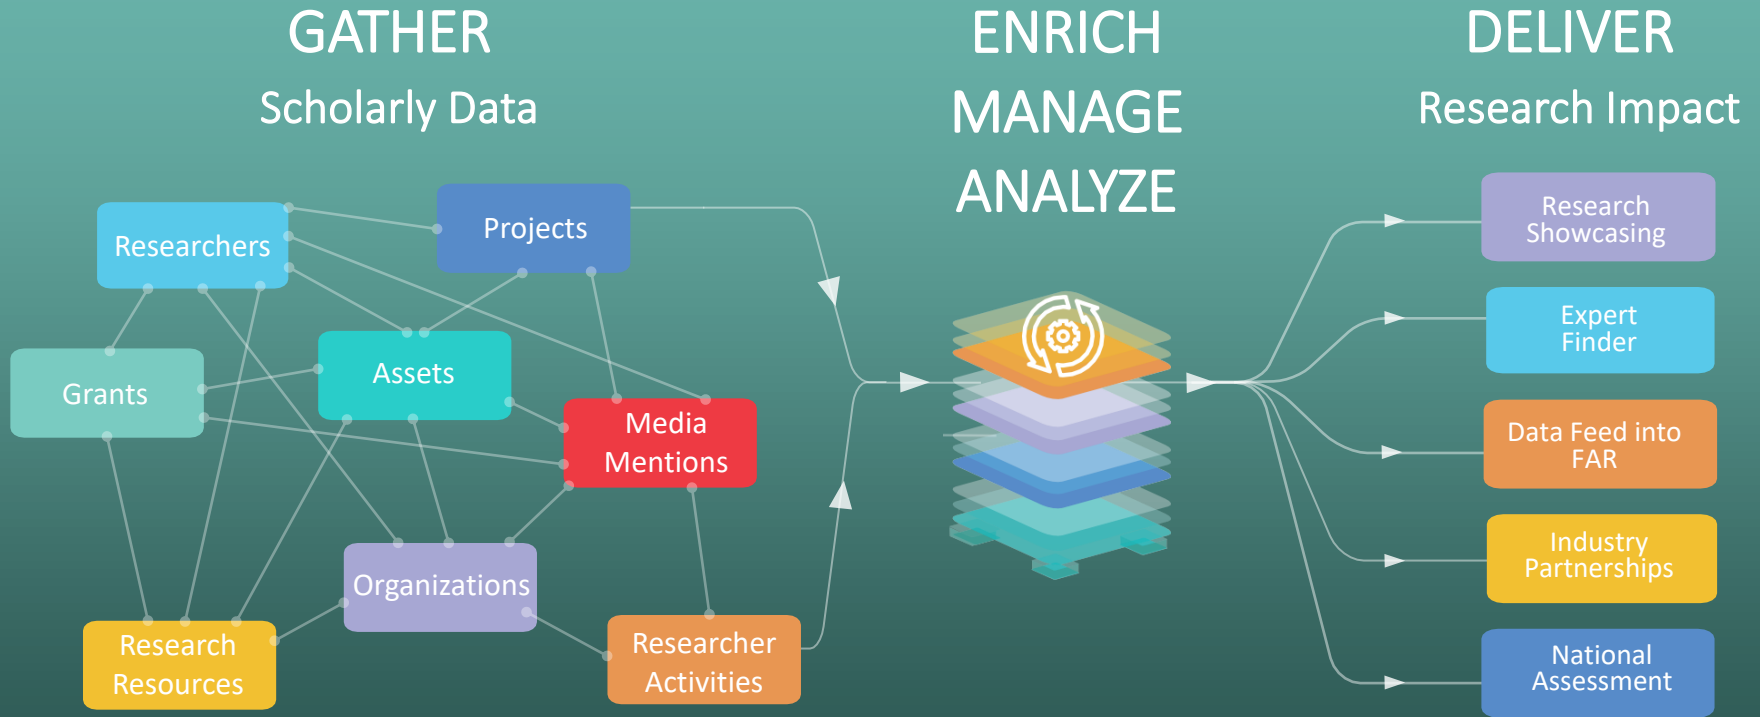 GATHER
Scholarly Data
ENRICH
MANAGE
ANALYZE
DELIVER
Research Impact
Researchers
Projects
Grants
Assets
Media
Mentions
Organizations
Research
Resources
Researcher
Activities
Research
Showcasing
Expert
Finder
Data Feed into
FAR
Industry
Partnerships
National
Assessment